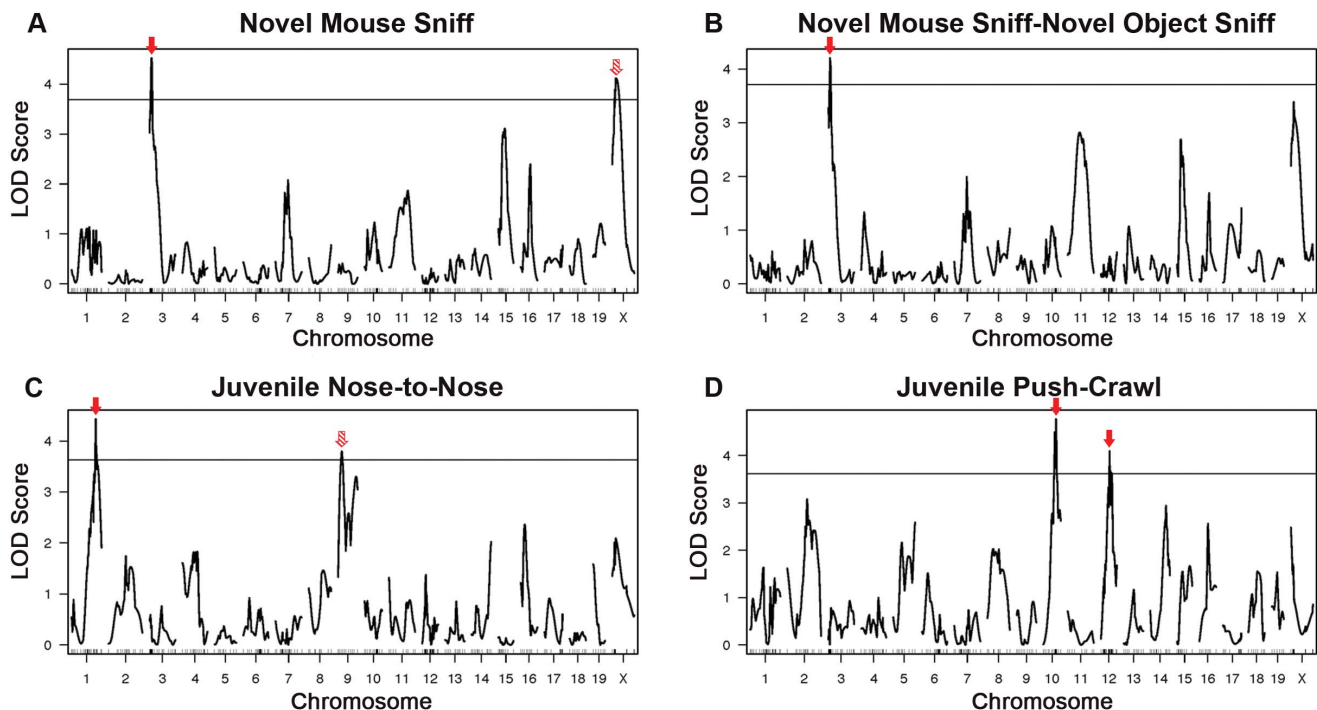 A Novel Mouse Sniff
LOD Score
4
3
2
1
0
1 2 3 4 5 6 7 8 9 10 11 12 13 14 15 16 17 18 19 X
Chromosome
B Novel Mouse Sniff-Novel Object Sniff
LOD Score
4
3
2
1
0
1 2 3 4 5 6 7 8 9 10 11 12 13 14 15 16 17 18 19 X
Chromosome
C Juvenile Nose-to-Nose
LOD Score
4
3
2
1
0
1 2 3 4 5 6 7 8 9 10 11 12 13 14 15 16 17 18 19 X
Chromosome
D Juvenile Push-Crawl
LOD Score
4
3
2
1
0
1 2 3 4 5 6 7 8 9 10 11 12 13 14 15 16 17 18 19 X
Chromosome